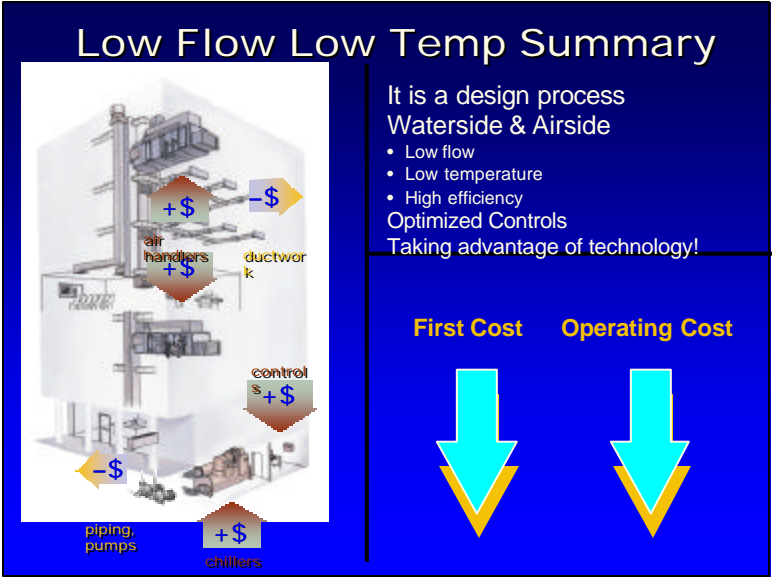 Low Flow Low Temp Summary
It is a design process
Waterside & Airside
• Low flow
• Low temperature
• High efficiency
Optimized Controls
Taking advantage of technology!
First Cost
Operating Cost
+$
–$
air
handlers
+$
ductwor
k
control
s
+$
–$
piping,
pumps
+$
chillers